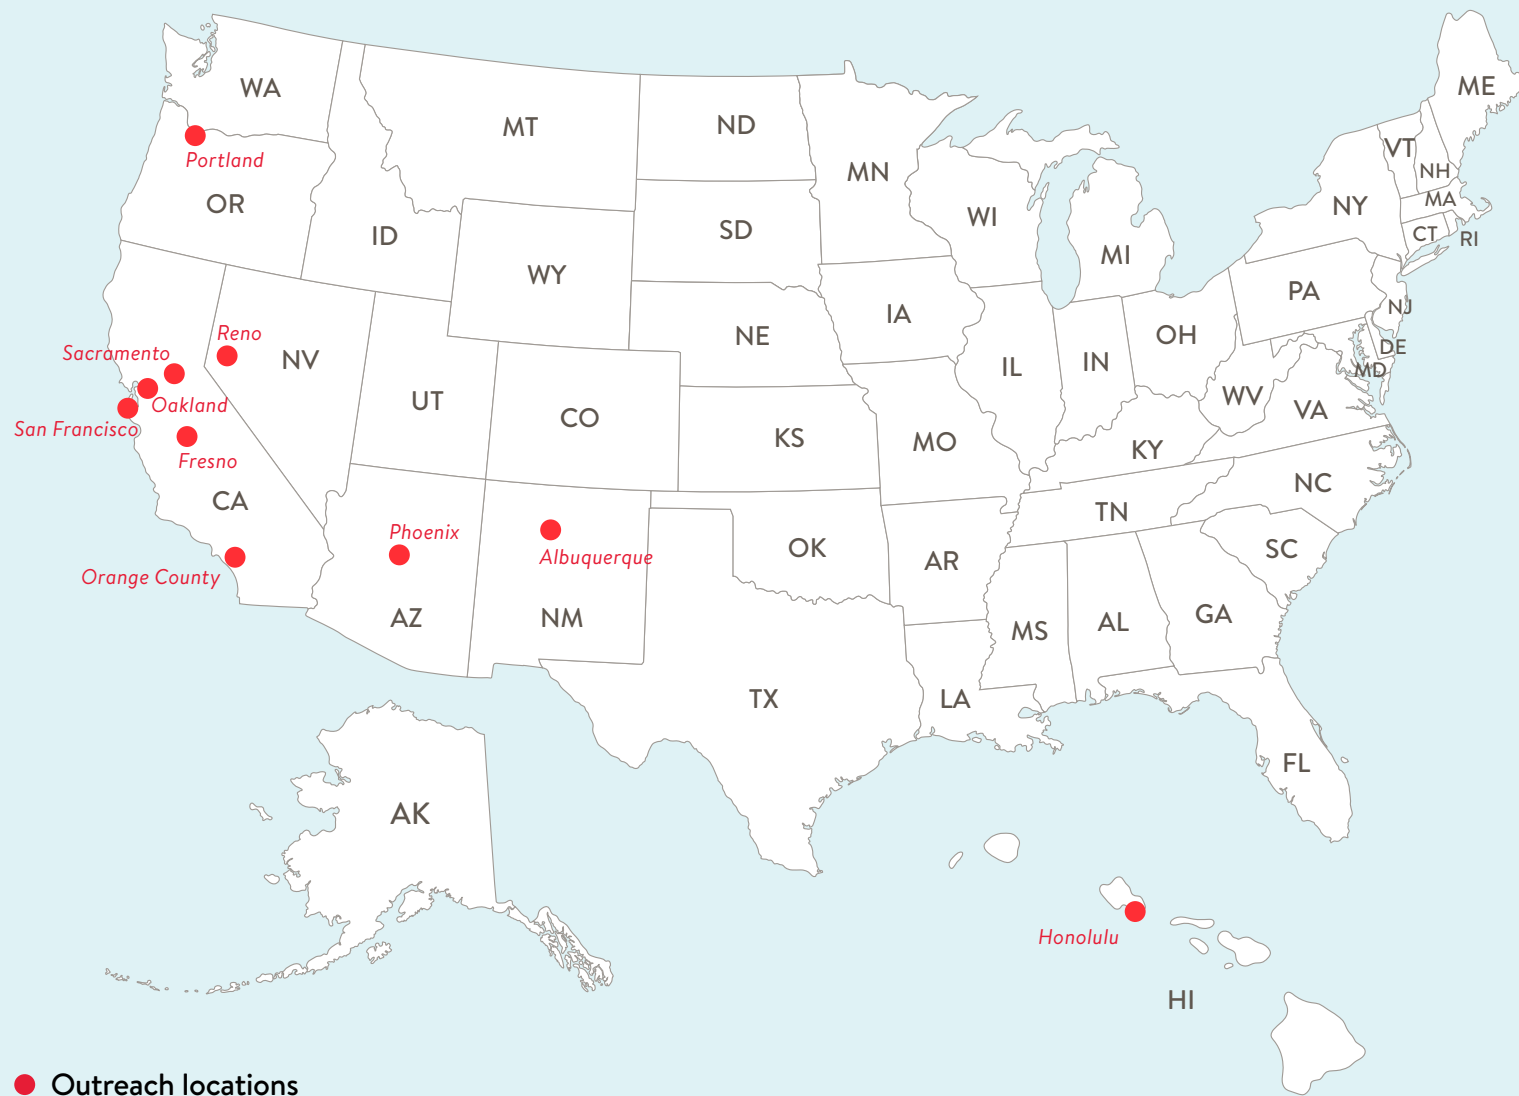 WA
MT
ND
MN
ME
VT
NH
MA
NY
CT
RI
Portland
OR
ID
SD
WI
MI
WY
PA
NJ
IA
NE
OH
DE
MD
Reno
Sacramento
NV
IL
IN
WV
VA
Oakland
San Francisco
UT
CO
KS
MO
KY
Fresno
CA
NC
TN
Phoenix
Albuquerque
OK
AR
SC
Orange County
AZ
NM
MS
AL
GA
TX
LA
FL
AK
Honolulu
HI
Outreach locations